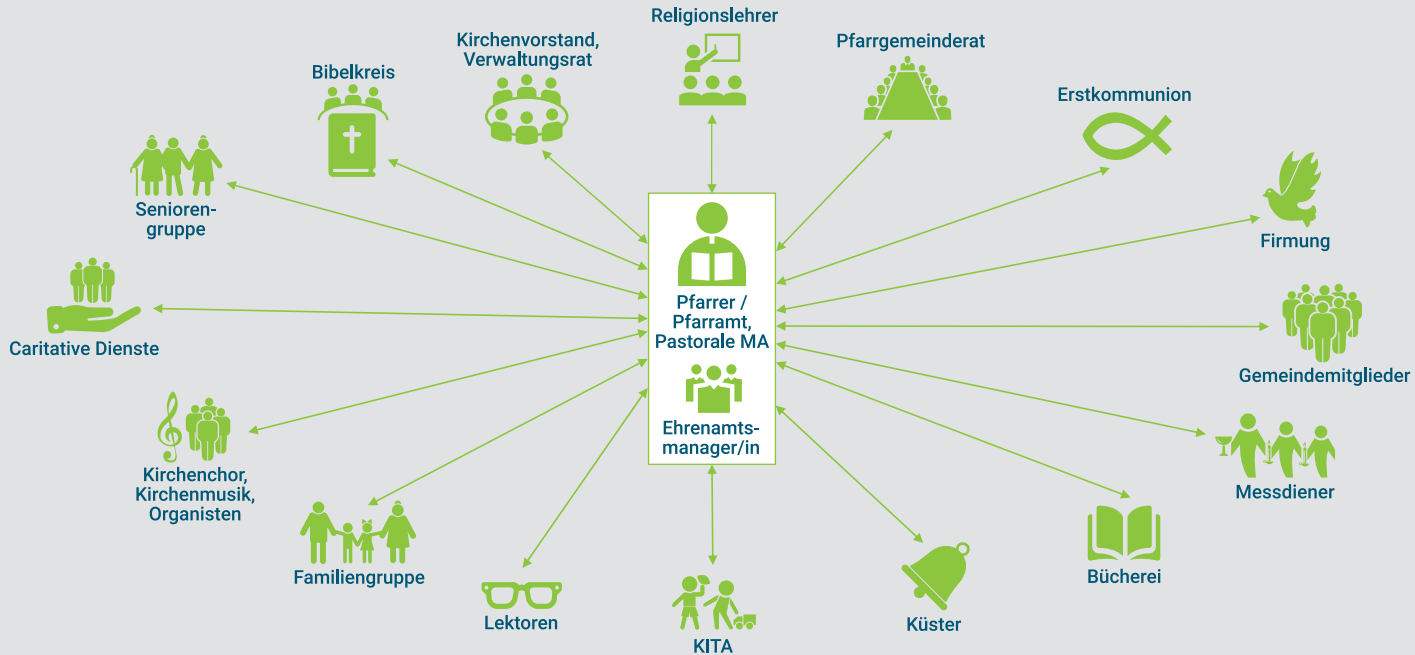 Religionslehrer
Kirchenvorstand,
Verwaltungsrat
Pfarrgemeinderat
Bibelkreis
Erstkommunion
Senioren-
gruppe
Firmung
Pfarrer /
Pfarramt,
Pastorale MA
Caritative Dienste
Gemeindemitglieder
Ehrenamts-
manager/in
Kirchenchor,
Kirchenmusik,
Organisten
Messdiener
Familiengruppe
Bücherei
Lektoren
Küster
KITA